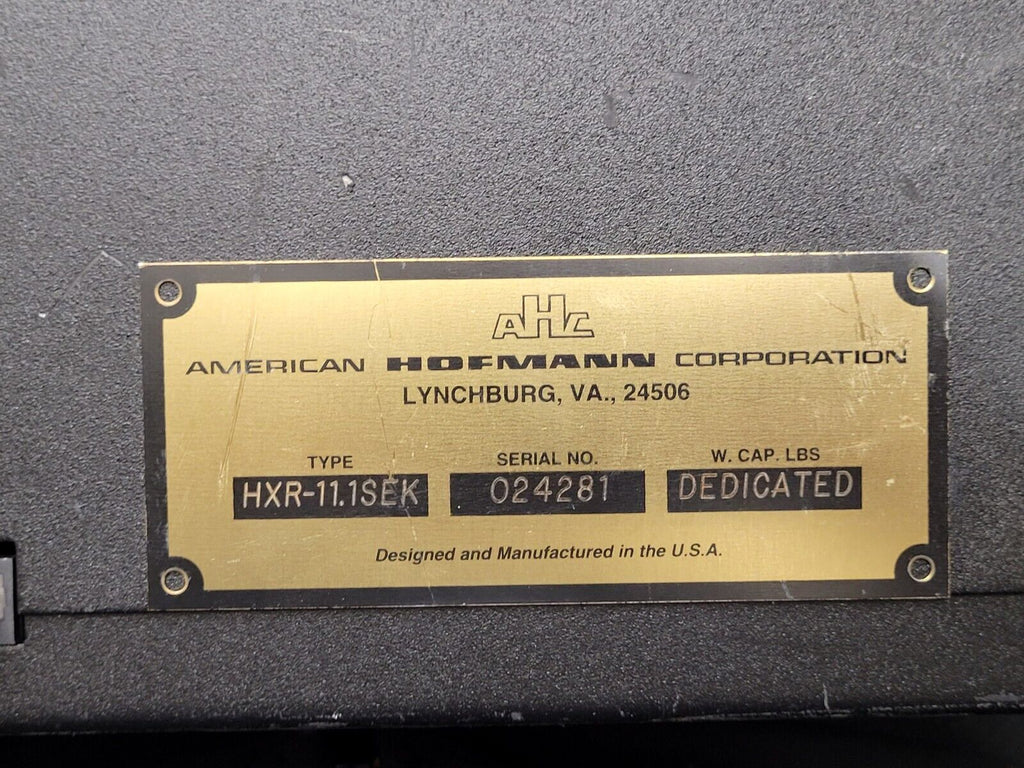 AHC
AMERICAN HOFMANN CORPORATION
LYNCHBURG, VA., 24506
TYPE SERIAL NO. W. CAP. LBS
HXR-11.1SEK 024281 DEDICATED
Designed and Manufactured in the U.S.A.